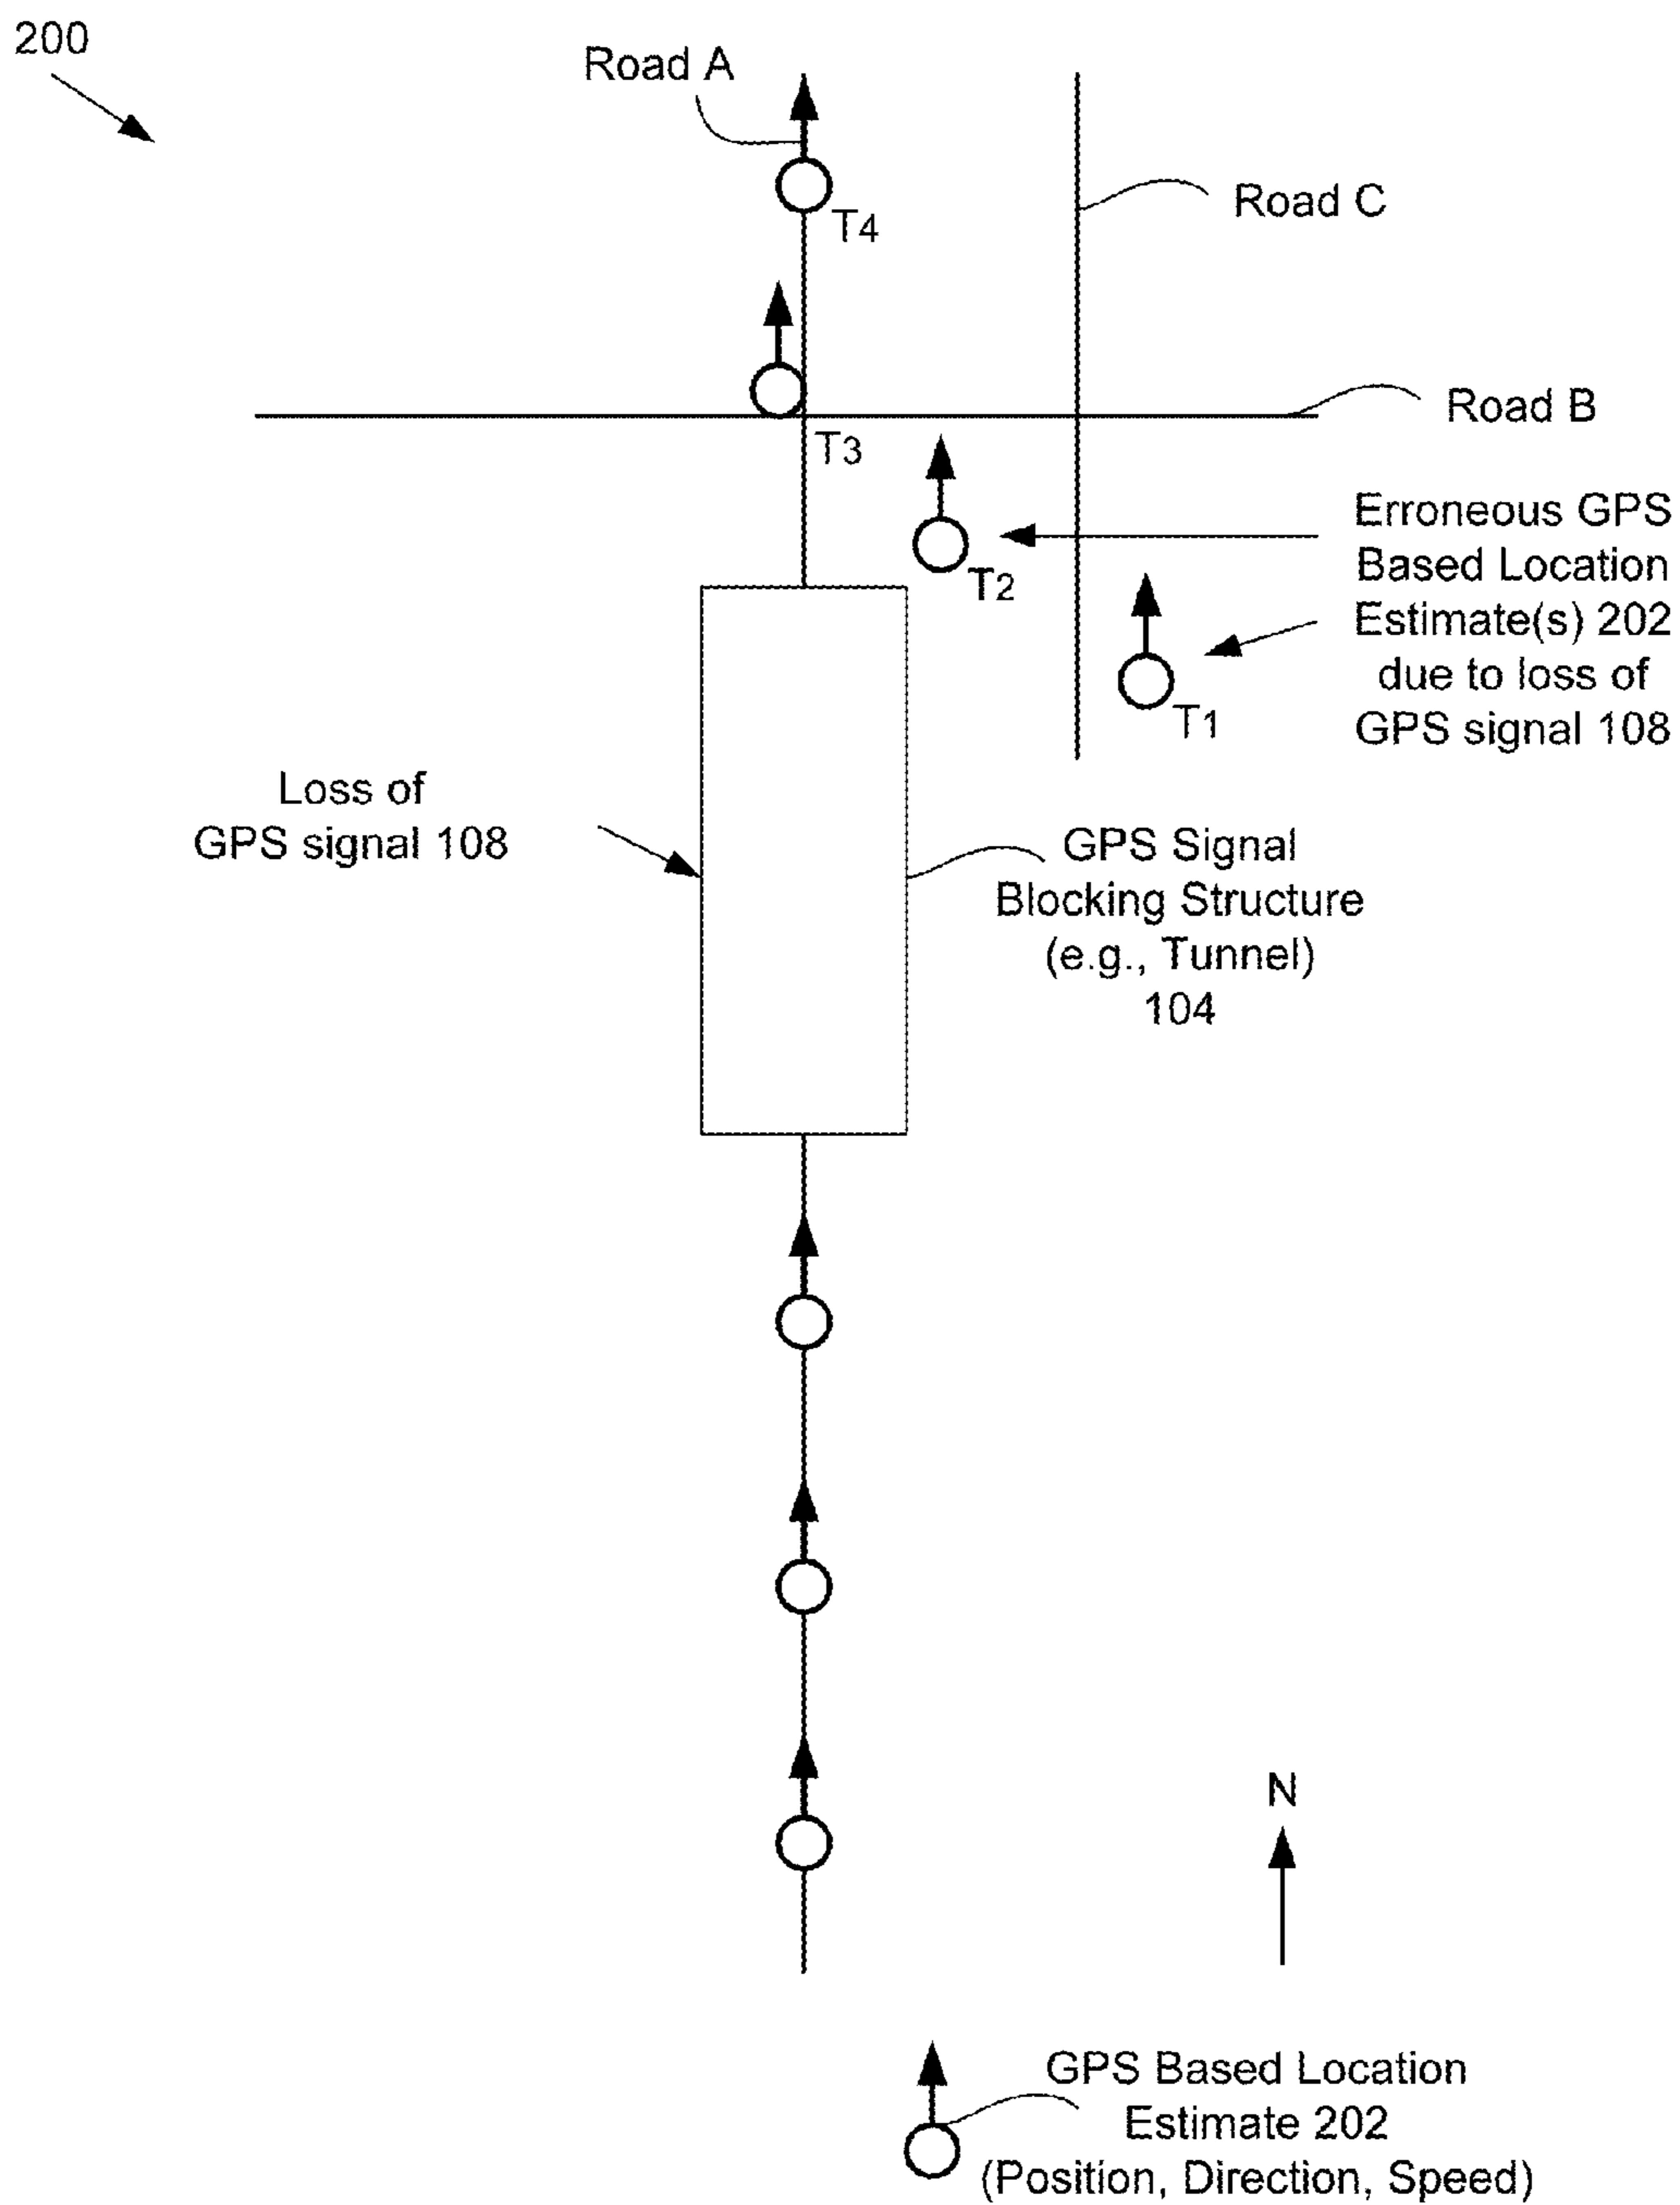 200
Road A
Road C
T4
Road B
T3
Erroneous GPS
Based Location
Estimate(s) 202
due to loss of
GPS signal 108
T2
T1
Loss of
GPS signal 108
GPS Signal
Blocking Structure
(e.g., Tunnel)
104
N
GPS Based Location
Estimate 202
(Position, Direction, Speed)